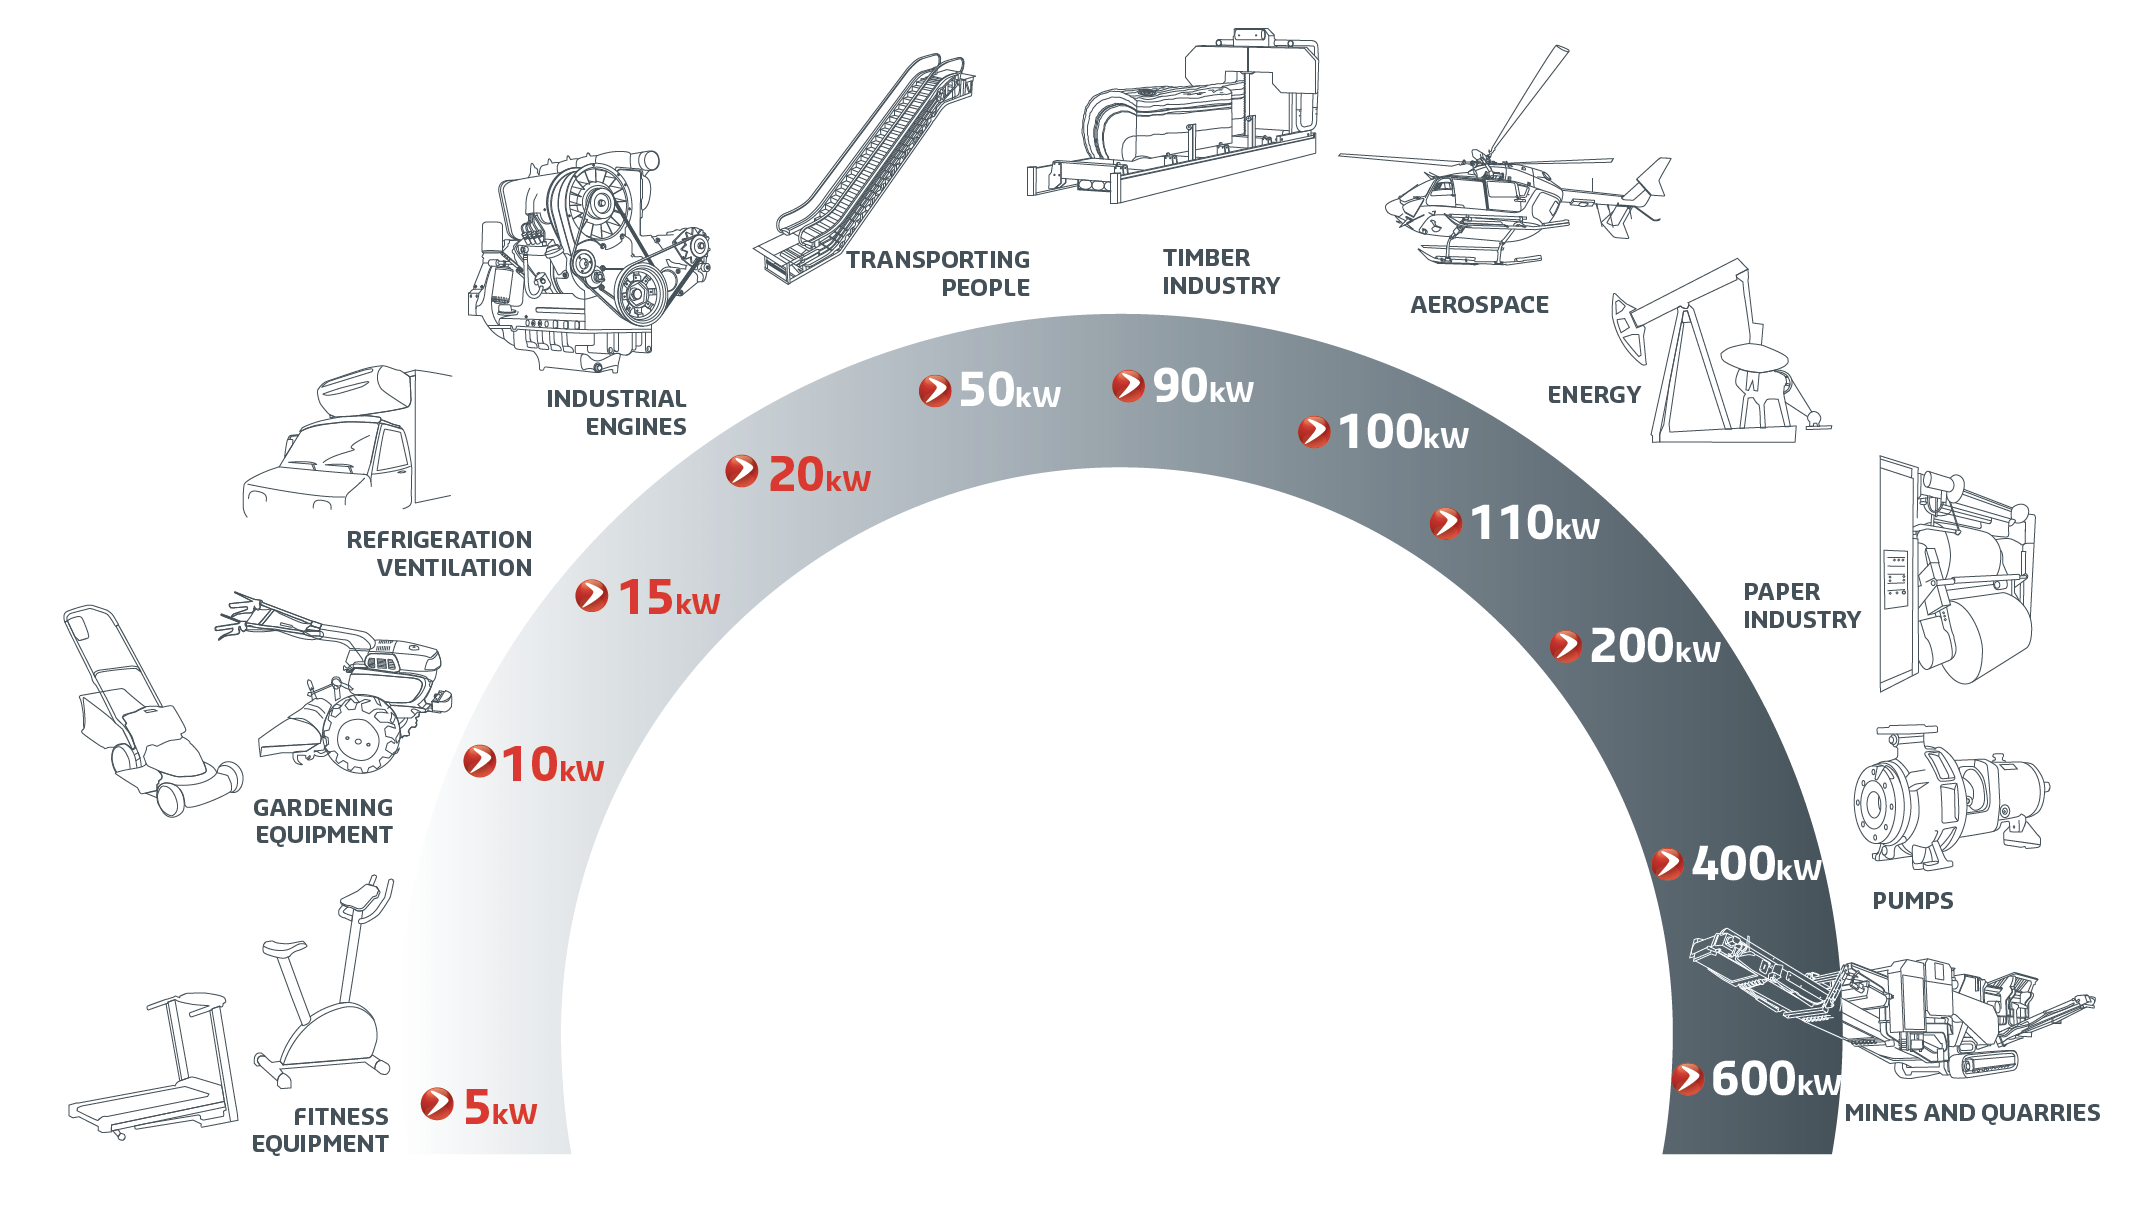 FITNESS
EQUIPMENT
5kW
GARDENING
EQUIPMENT
10kW
REFRIGERATION
VENTILATION
15kW
INDUSTRIAL
ENGINES
20kW
TRANSPORTING
PEOPLE
50kW
TIMBER
INDUSTRY
90kW
AEROSPACE
100kW
ENERGY
110kW
PAPER
INDUSTRY
200kW
PUMPS
400kW
MINES AND QUARRIES
600kW